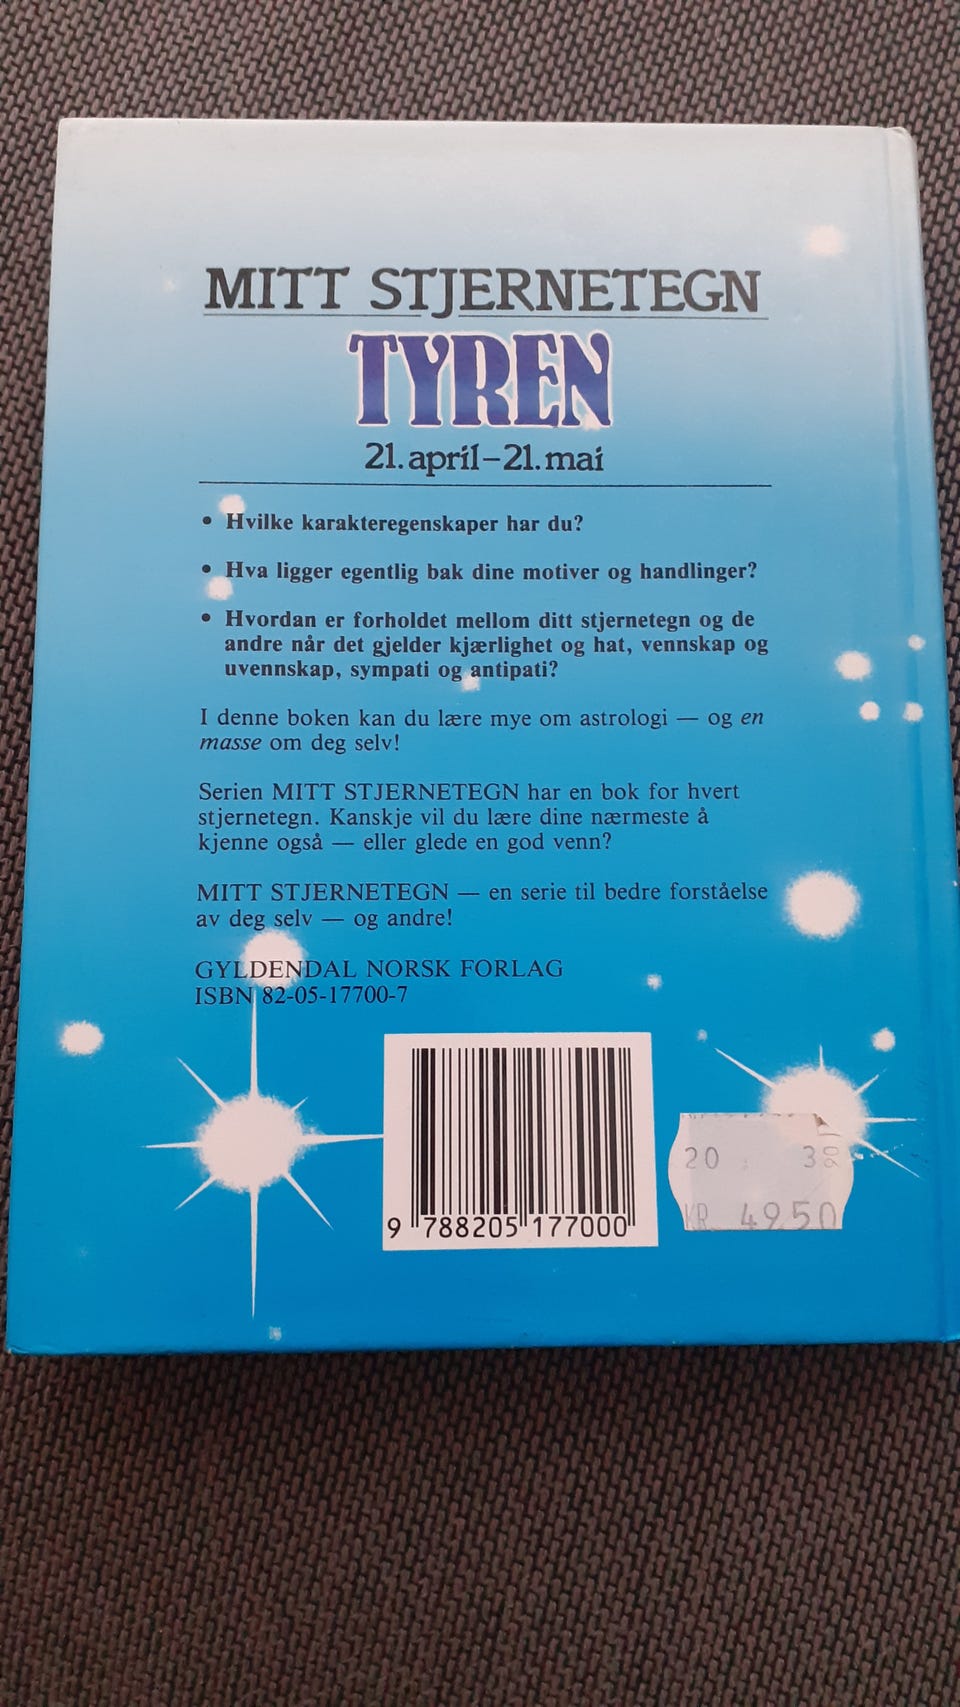 MITT STJERNETEGN
TYREN
21. april – 21. mai
• Hvilke karakteregenskaper har du?
• Hva ligger egentlig bak dine motiver og handlinger?
• Hvordan er forholdet mellom ditt stjernetegn og de
andre når det gjelder kjærlighet og hat, vennskap og
uvennskap, sympati og antipati?
I denne boken kan du lære mye om astrologi — og en
masse om deg selv!
Serien MITT STJERNETEGN har en bok for hvert
stjernetegn. Kanskje vil du lære dine nærmeste å
kjenne også — eller glede en god venn?
MITT STJERNETEGN — en serie til bedre forståelse
av deg selv — og andre!
GYLDENDAL NORSK FORLAG
ISBN 82-05-17700-7
9 788205 177000
20 3
KR 4950